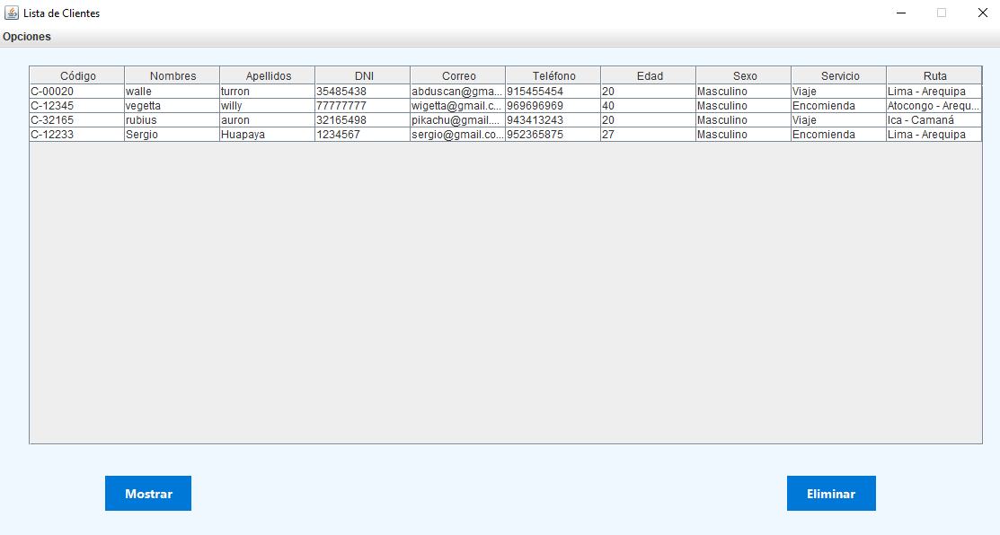 Lista de Clientes
Opciones
Código Nombres Apellidos DNI Correo Teléfono Edad Sexo Servicio Ruta
C-00020 walle turron 35485438 abduscan@gma... 915455454 20 Masculino Viaje Lima - Arequipa
C-12345 vegetta willy 77777777 wigetta@gmail.c... 969696969 40 Masculino Encomienda Atocongo - Arequ...
C-32165 rubius auron 32165498 pikachu@gmail.... 943413243 20 Masculino Viaje Ica - Camaná
C-12233 Sergio Huapaya 1234567 sergio@gmail.co... 952365875 27 Masculino Encomienda Lima - Arequipa
Mostrar Eliminar